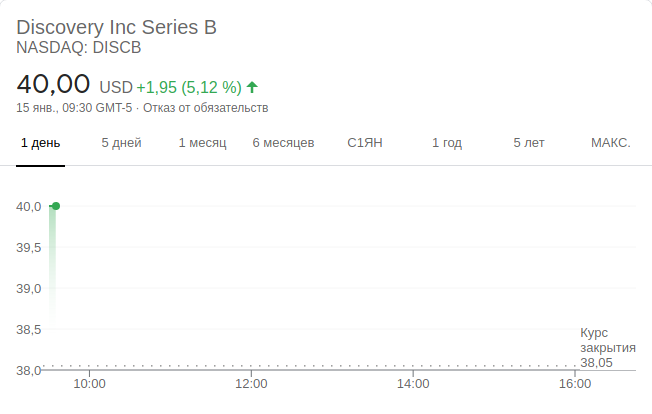 Discovery Inc Series B
NASDAQ: DISCB
40,00 USD +1,95 (5,12 %)
15 янв., 09:30 GMT-5 · Отказ от обязательств
1 день 5 дней 1 месяц 6 месяцев С1ЯН 1 год 5 лет МАКС.
40,0
39,5
39,0
38,5
Курс
закрытия
38,05
38,0
10:00 12:00 14:00 16:00